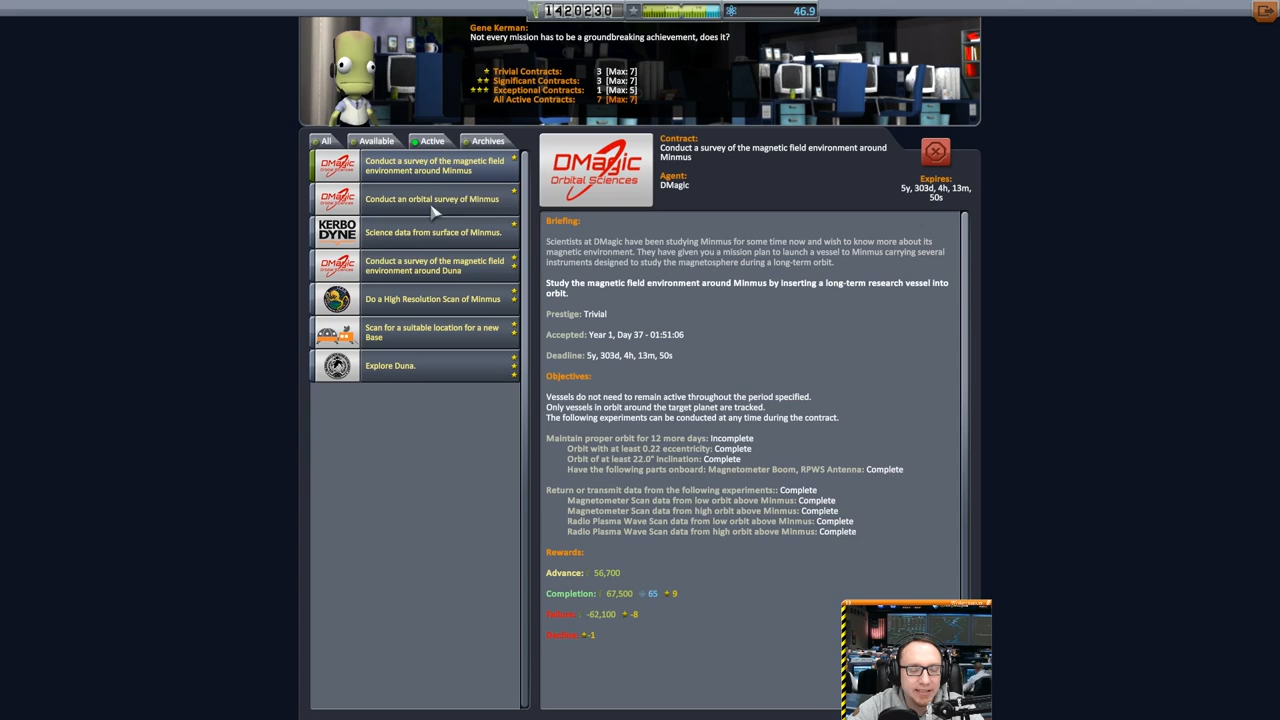 1420230
46.9
Gene Kerman:
Not every mission has to be a groundbreaking achievement, does it?
Trivial Contracts: 3 [Max: 7]
Significant Contracts: 3 [Max: 7]
Exceptional Contracts: 1 [Max: 5]
All Active Contracts: 7 [Max: 7]
All
Available
Active
Archives
DMagic
Conduct a survey of the magnetic field
environment around Minmus
DMagic
Conduct an orbital survey of Minmus
KERBO
DYNE
Science data from surface of Minmus.
DMagic
Conduct a survey of the magnetic field
environment around Duna
Do a High Resolution Scan of Minmus
Scan for a suitable location for a new
Base
Explore Duna.
DMagic
Orbital Sciences
Contract:
Conduct a survey of the magnetic field environment around
Minmus
Agent:
DMagic
Expires:
5y, 303d, 4h, 13m,
50s
Briefing:
Scientists at DMagic have been studying Minmus for some time now and wish to know more about its
magnetic environment. They have given you a mission plan to launch a vessel to Minmus carrying several
instruments designed to study the magnetosphere during a long-term orbit.
Study the magnetic field environment around Minmus by inserting a long-term research vessel into
orbit.
Prestige: Trivial
Accepted: Year 1, Day 37 - 01:51:06
Deadline: 5y, 303d, 4h, 13m, 50s
Objectives:
Vessels do not need to remain active throughout the period specified.
Only vessels in orbit around the target planet are tracked.
The following experiments can be conducted at any time during the contract.
Maintain proper orbit for 12 more days: Incomplete
Orbit with at least 0.22 eccentricity: Complete
Orbit of at least 22.0° inclination: Complete
Have the following parts onboard: Magnetometer Boom, RPWS Antenna: Complete
Return or transmit data from the following experiments:: Complete
Magnetometer Scan data from low orbit above Minmus: Complete
Magnetometer Scan data from high orbit above Minmus: Complete
Radio Plasma Wave Scan data from low orbit above Minmus: Complete
Radio Plasma Wave Scan data from high orbit above Minmus: Complete
Rewards:
Advance: 56,700
Completion: 67,500 65 9
Failure: -62,100 -8
Decline: -1